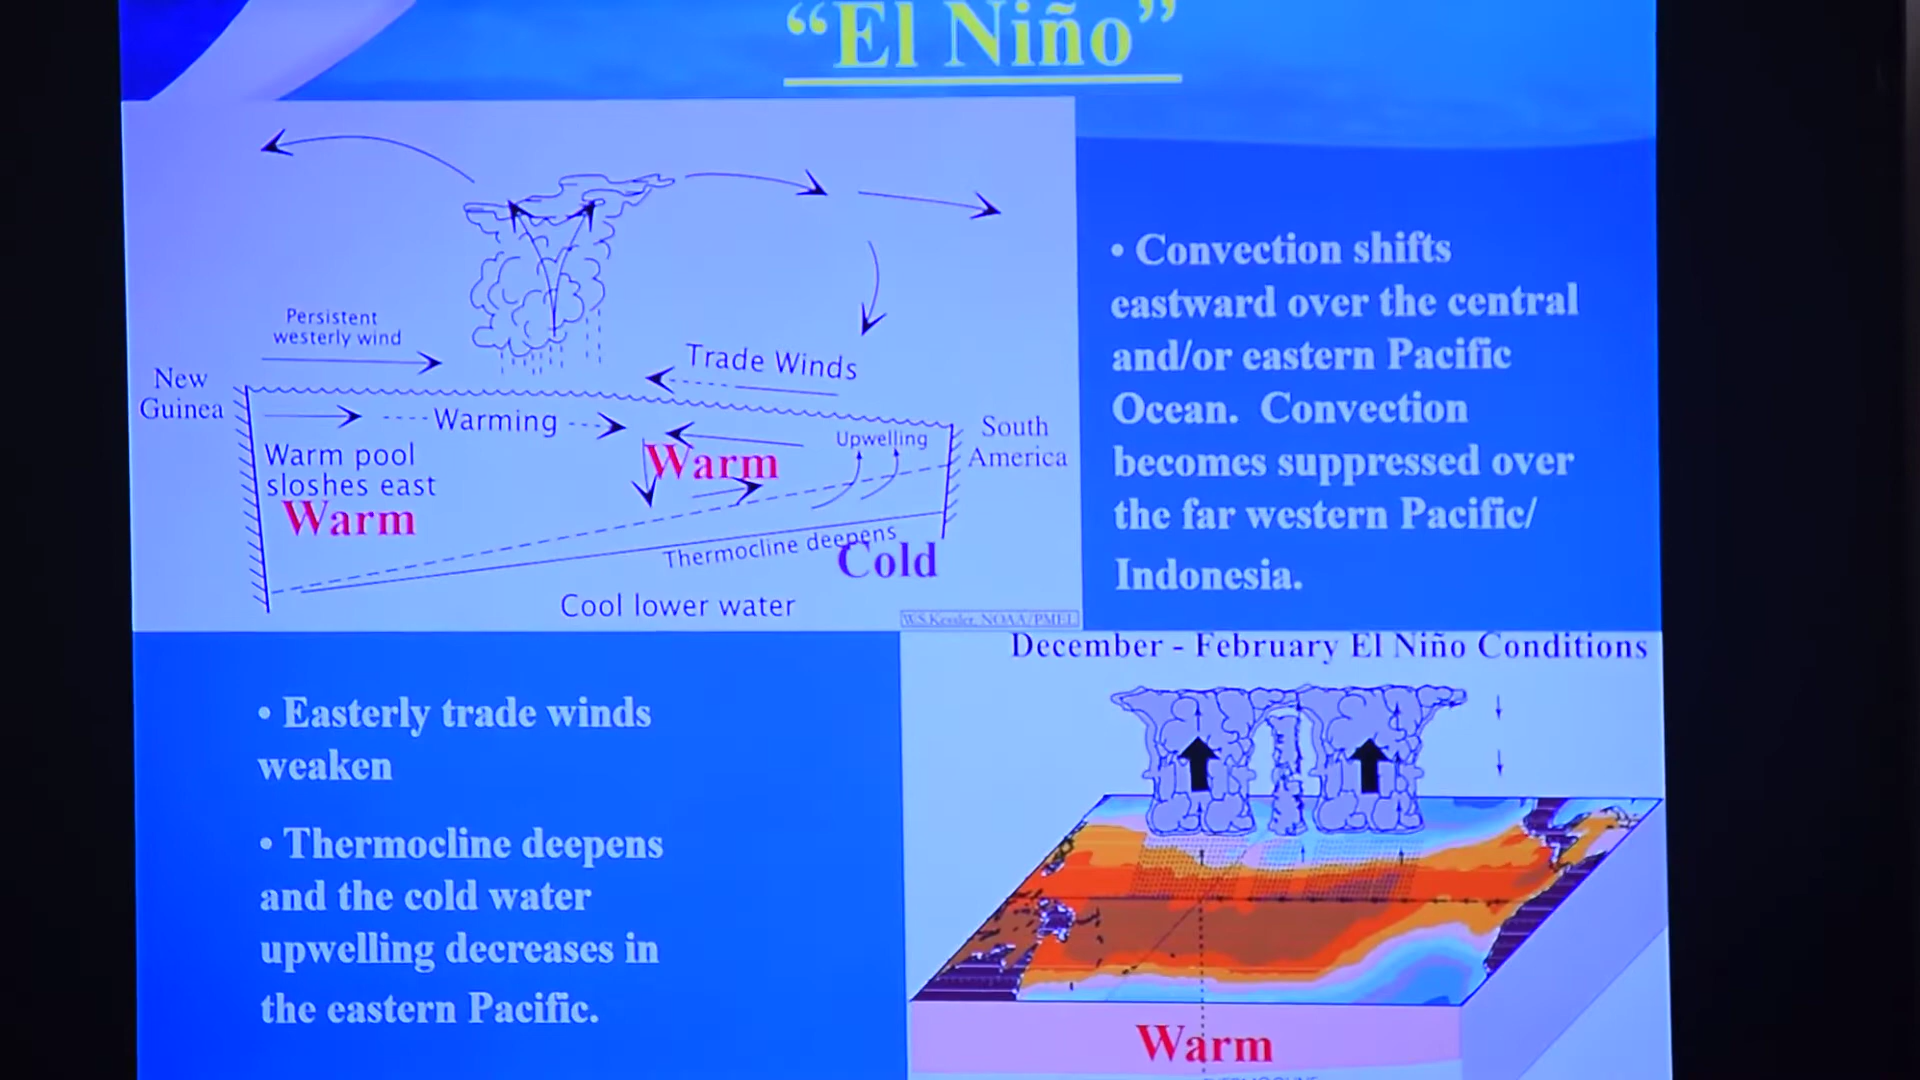 “El Niño”
Persistent
westerly wind
Trade Winds
New
Guinea
Warming
Upwelling
South
America
Warm pool
sloshes east
Warm
Warm
Thermocline deepens
Cold
Cool lower water
W.S.Kessler, NOAA/PMEL
• Convection shifts
eastward over the central
and/or eastern Pacific
Ocean. Convection
becomes suppressed over
the far western Pacific/
Indonesia.
• Easterly trade winds
weaken
• Thermocline deepens
and the cold water
upwelling decreases in
the eastern Pacific.
December - February El Niño Conditions
Warm